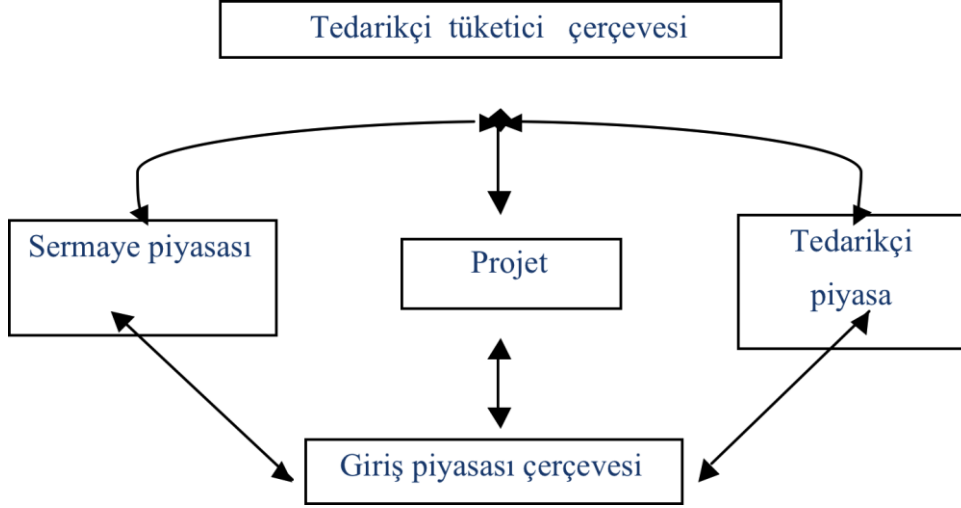 Tedarikçi tüketici çerçevesi
Sermaye piyasası
Projet
Tedarikçi
piyasa
Giriş piyasası çerçevesi